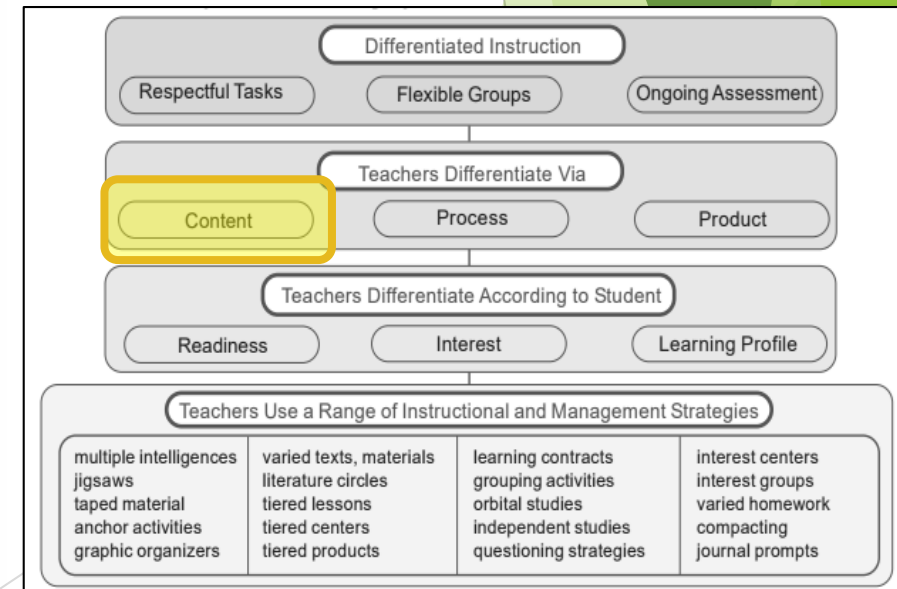 Differentiated Instruction
Respectful Tasks
Flexible Groups
Ongoing Assessment
Teachers Differentiate Via
Content
Process
Product
Teachers Differentiate According to Student
Readiness
Interest
Learning Profile
Teachers Use a Range of Instructional and Management Strategies
multiple intelligences
jigsaws
taped material
anchor activities
graphic organizers
varied texts, materials
literature circles
tiered lessons
tiered centers
tiered products
learning contracts
grouping activities
orbital studies
independent studies
questioning strategies
interest centers
interest groups
varied homework
compacting
journal prompts